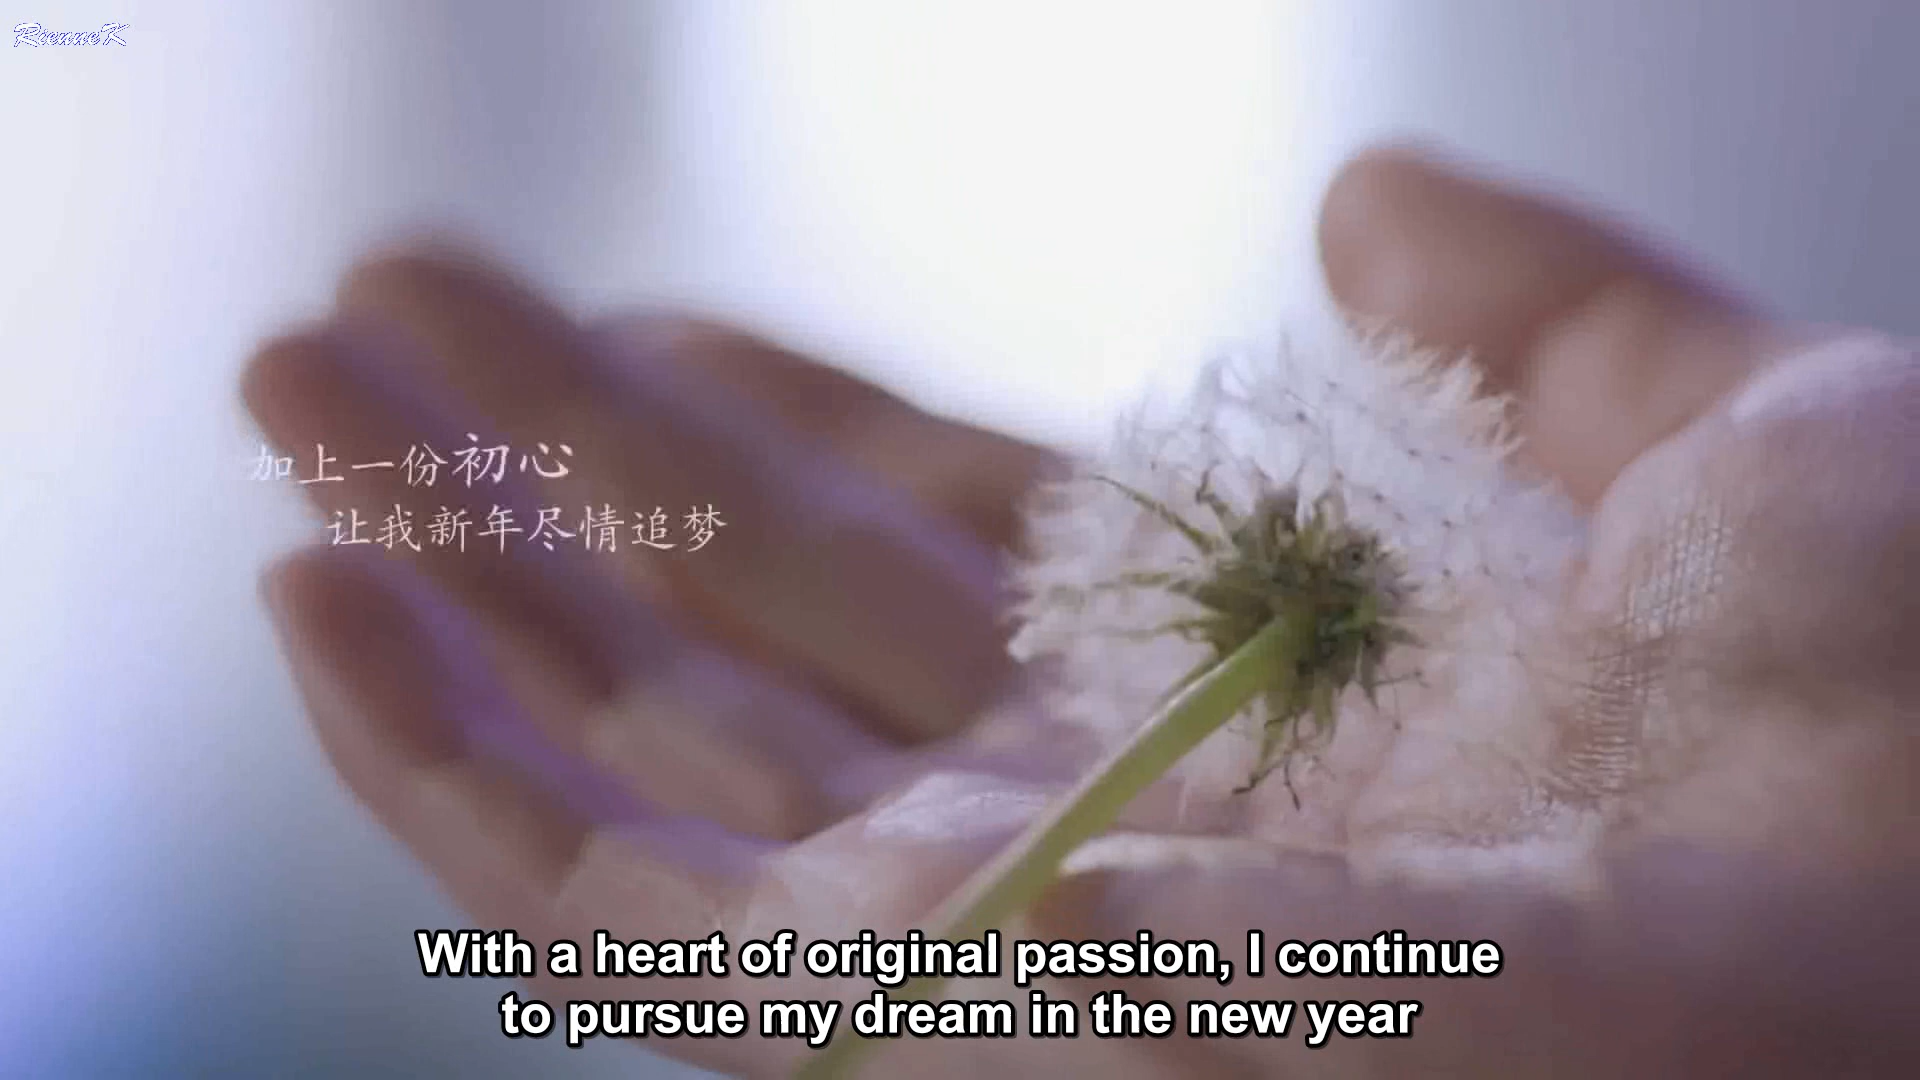 RienneK
加上一份初心
让我新年尽情追梦
With a heart of original passion, I continue
to pursue my dream in the new year